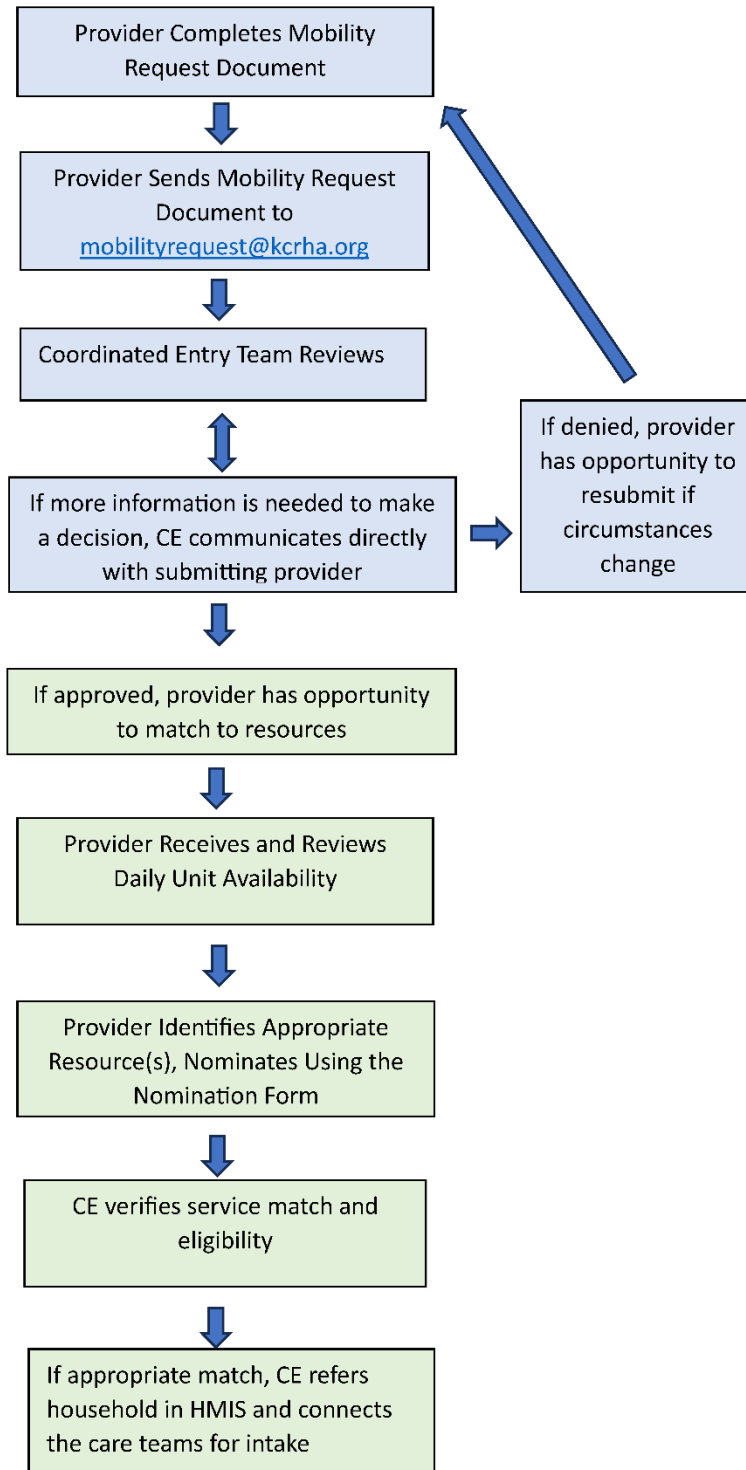 Provider Completes Mobility
Request Document
Provider Sends Mobility Request
Document to
mobilityrequest@kcrha.org
Coordinated Entry Team Reviews
If more information is needed to make
a decision, CE communicates directly
with submitting provider
If denied, provider
has opportunity to
resubmit if
circumstances
change
If approved, provider has opportunity
to match to resources
Provider Receives and Reviews
Daily Unit Availability
Provider Identifies Appropriate
Resource(s), Nominates Using the
Nomination Form
CE verifies service match and
eligibility
If appropriate match, CE refers
household in HMIS and connects
the care teams for intake